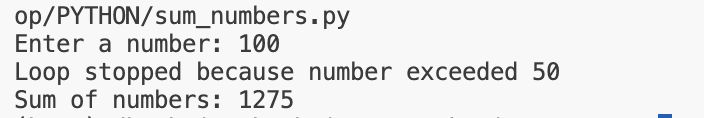 op/PYTHON/sum_numbers.py
Enter a number: 100
Loop stopped because number exceeded 50
Sum of numbers: 1275